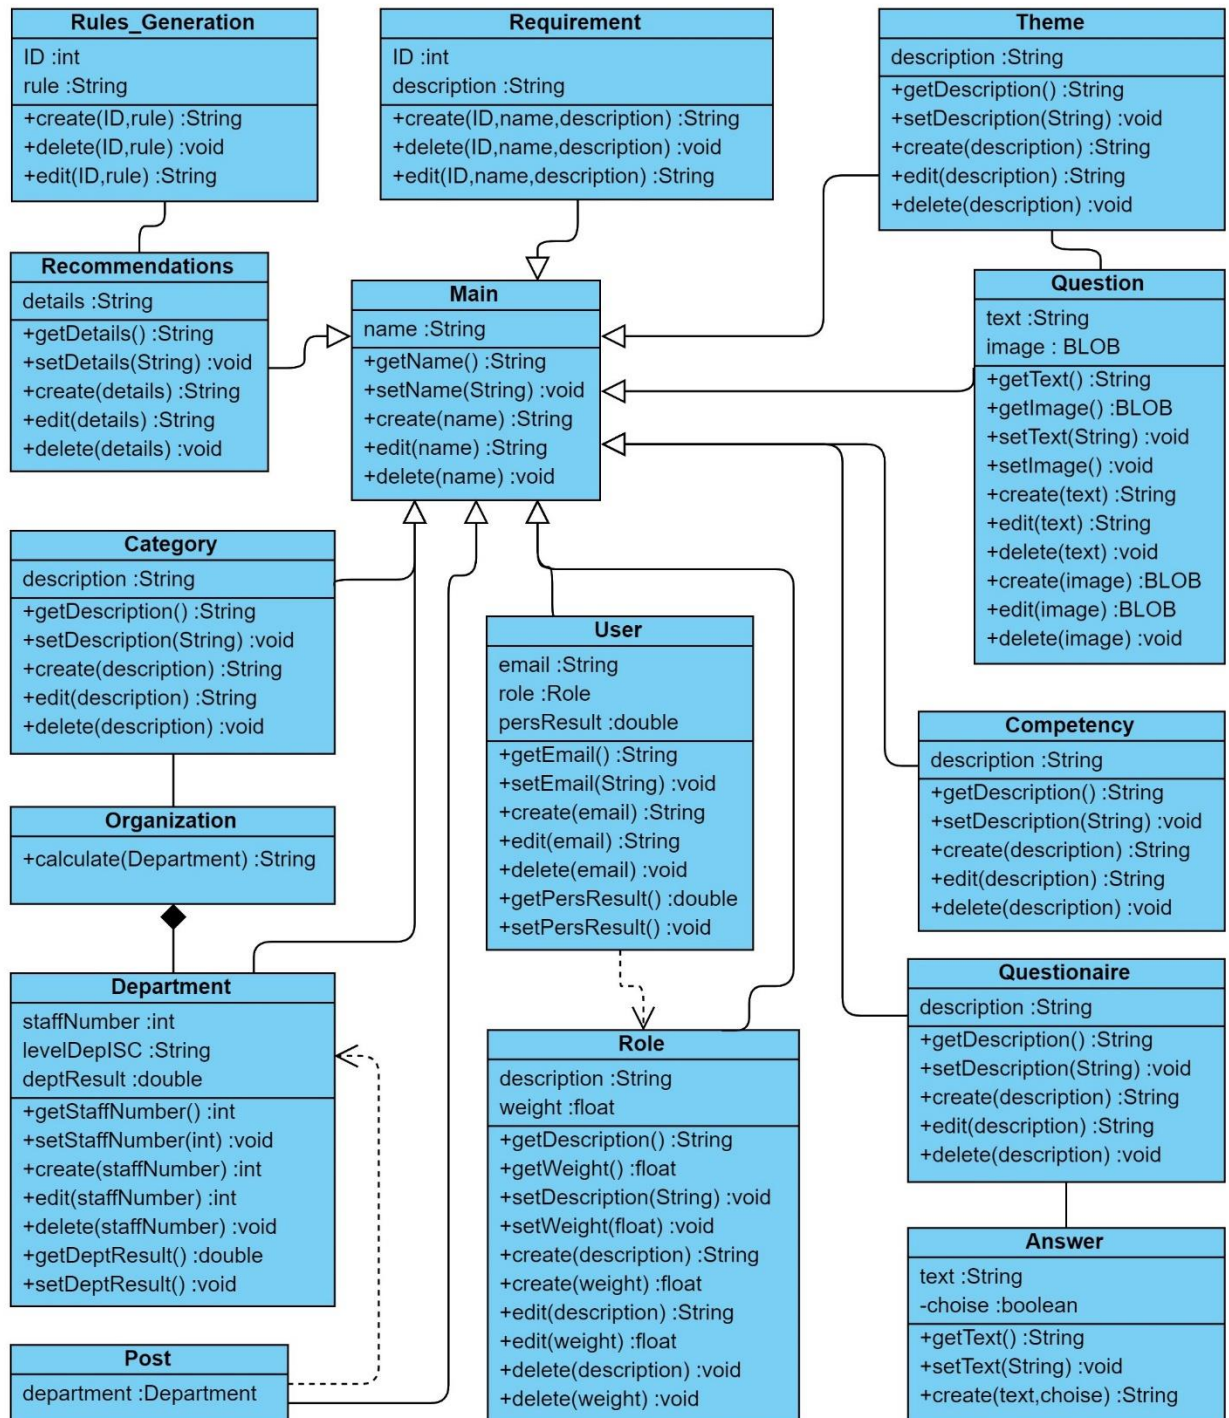 Rules_Generation
ID :int
rule :String
+create(ID,rule) :String
+delete(ID,rule) :void
+edit(ID,rule) :String
Requirement
ID :int
description :String
+create(ID,name,description) :String
+delete(ID,name,description) :void
+edit(ID,name,description) :String
Theme
description :String
+getDescription() :String
+setDescription(String) :void
+create(description) :String
+edit(description) :String
+delete(description) :void
Recommendations
details :String
+getDetails() :String
+setDetails(String) :void
+create(details) :String
+edit(details) :String
+delete(details) :void
Main
name :String
+getName() :String
+setName(String) :void
+create(name) :String
+edit(name) :String
+delete(name) :void
Question
text :String
image : BLOB
+getText() :String
+getImage() :BLOB
+setText(String) :void
+setImage() :void
+create(text) :String
+edit(text) :String
+delete(text) :void
+create(image) :BLOB
+edit(image) :BLOB
+delete(image) :void
Category
description :String
+getDescription() :String
+setDescription(String) :void
+create(description) :String
+edit(description) :String
+delete(description) :void
User
email :String
role :Role
persResult :double
+getEmail() :String
+setEmail(String) :void
+create(email) :String
+edit(email) :String
+delete(email) :void
+getPersResult() :double
+setPersResult() :void
Competency
description :String
+getDescription() :String
+setDescription(String) :void
+create(description) :String
+edit(description) :String
+delete(description) :void
Organization
+calculate(Department) :String
Department
staffNumber :int
levelDepISC :String
deptResult :double
+getStaffNumber() :int
+setStaffNumber(int) :void
+create(staffNumber) :int
+edit(staffNumber) :int
+delete(staffNumber) :void
+getDeptResult() :double
+setDeptResult() :void
Role
description :String
weight :float
+getDescription() :String
+getWeight() :float
+setDescription(String) :void
+setWeight(float) :void
+create(description) :String
+create(weight) :float
+edit(description) :String
+edit(weight) :float
+delete(description) :void
+delete(weight) :void
Questionaire
description :String
+getDescription() :String
+setDescription(String) :void
+create(description) :String
+edit(description) :String
+delete(description) :void
Answer
text :String
-choise :boolean
+getText() :String
+setText(String) :void
+create(text,choise) :String
Post
department :Department